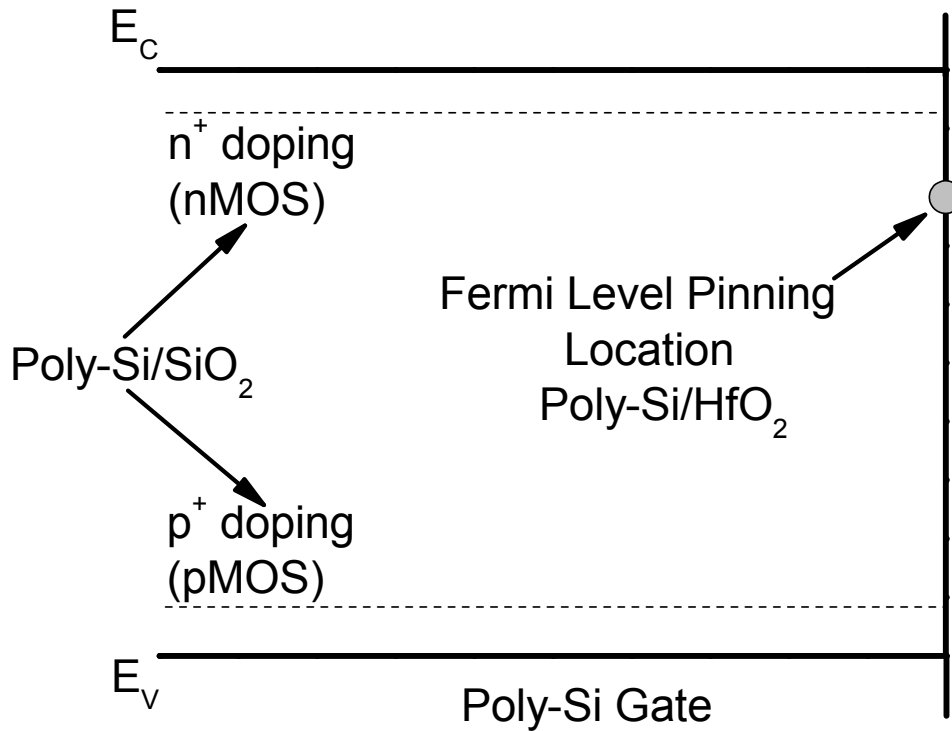 E_C
n⁺ doping
(nMOS)
Fermi Level Pinning
Location
Poly-Si/HfO₂
Poly-Si/SiO₂
p⁺ doping
(pMOS)
E_V
Poly-Si Gate